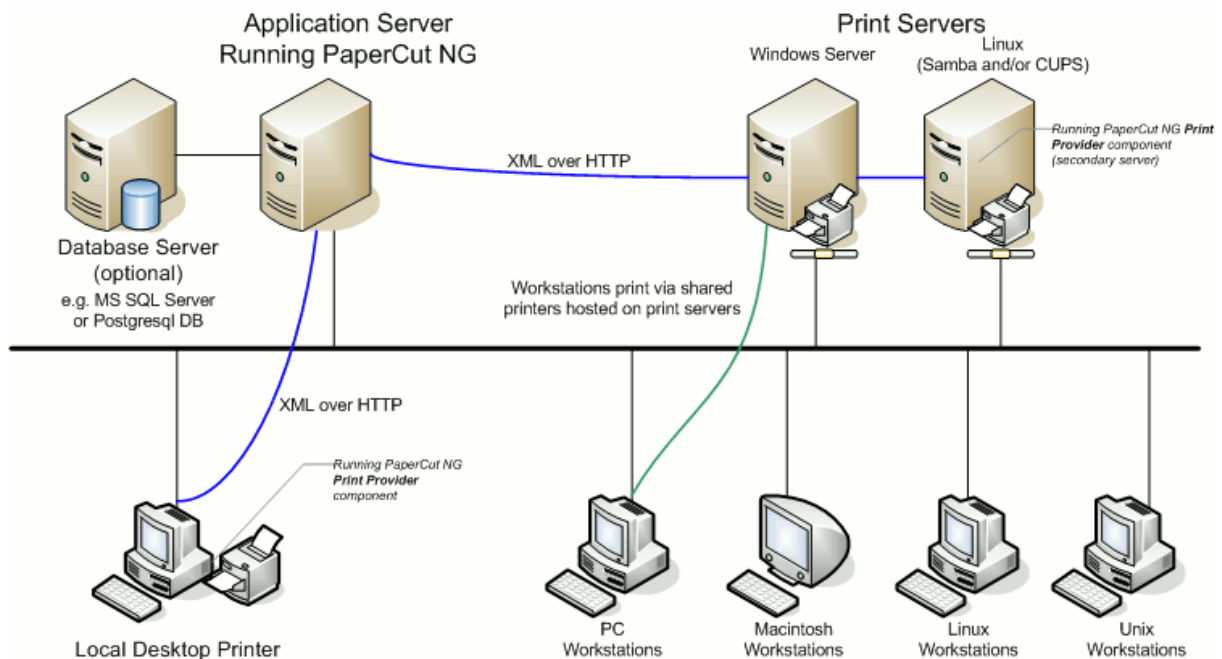 Application Server
Running PaperCut NG
Print Servers
Windows Server
Linux
(Samba and/or CUPS)
Running PaperCut NG Print
Provider component
(secondary server)
XML over HTTP
Database Server
(optional)
e.g. MS SQL Server
or Postgresql DB
Workstations print via shared
printers hosted on print servers
XML over HTTP
Running PaperCut NG
Print Provider
component
Local Desktop Printer
PC
Workstations
Macintosh
Workstations
Linux
Workstations
Unix
Workstations